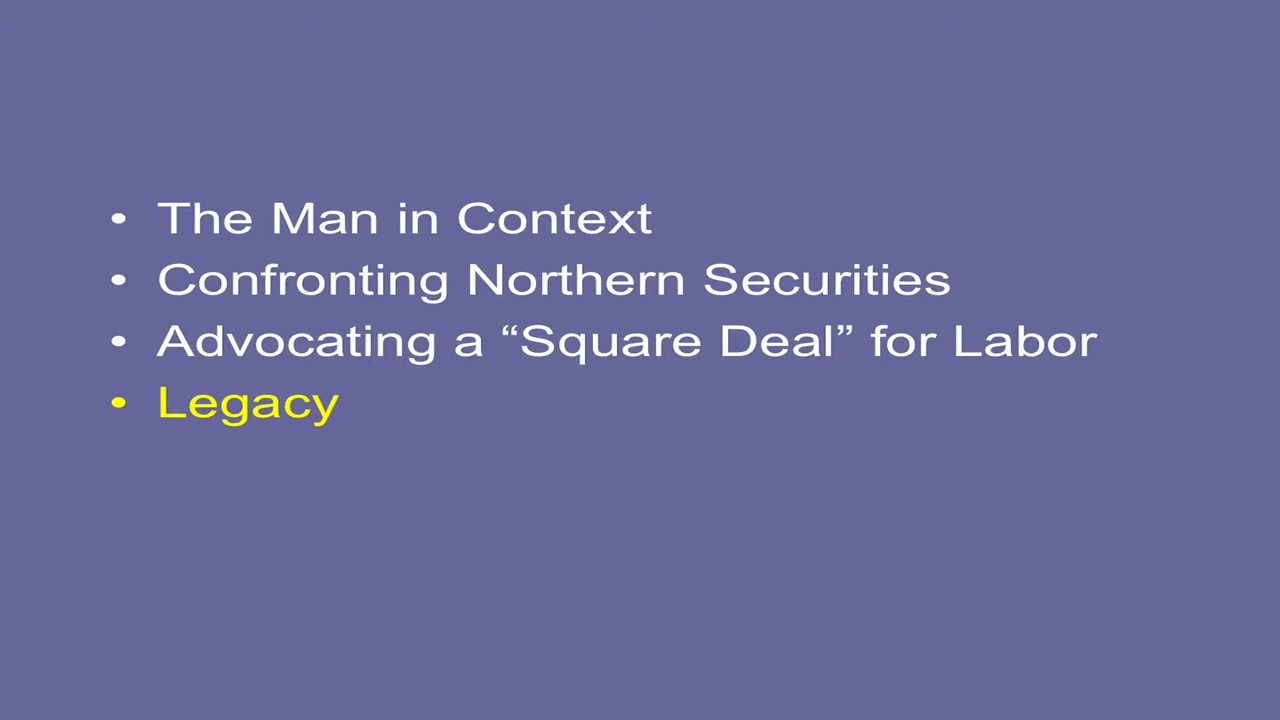 • The Man in Context
• Confronting Northern Securities
• Advocating a “Square Deal” for Labor
• Legacy